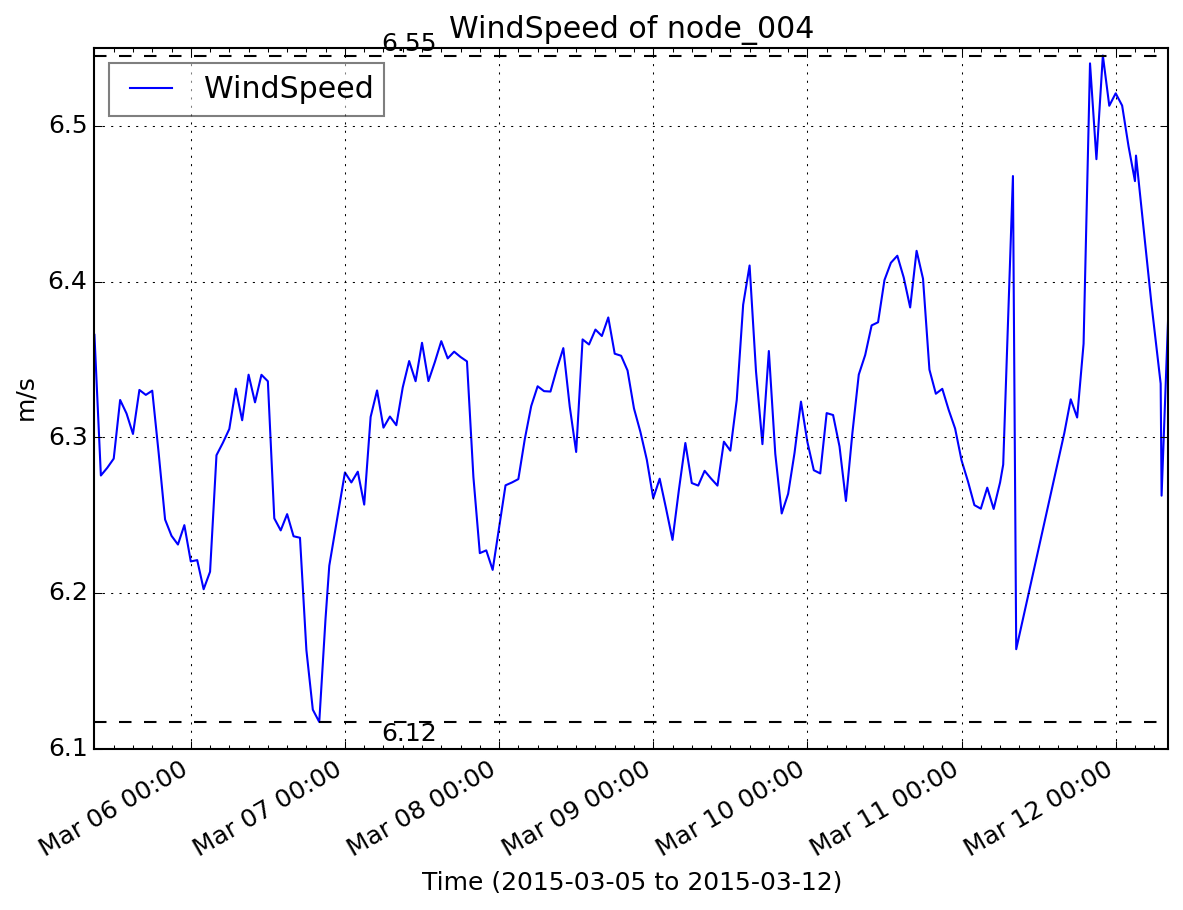 WindSpeed of node_004
6.55
WindSpeed
6.5
6.4
6.3
6.2
6.1
m/s
6.12
Mar 06 00:00
Mar 07 00:00
Mar 08 00:00
Mar 09 00:00
Mar 10 00:00
Mar 11 00:00
Mar 12 00:00
Time (2015-03-05 to 2015-03-12)